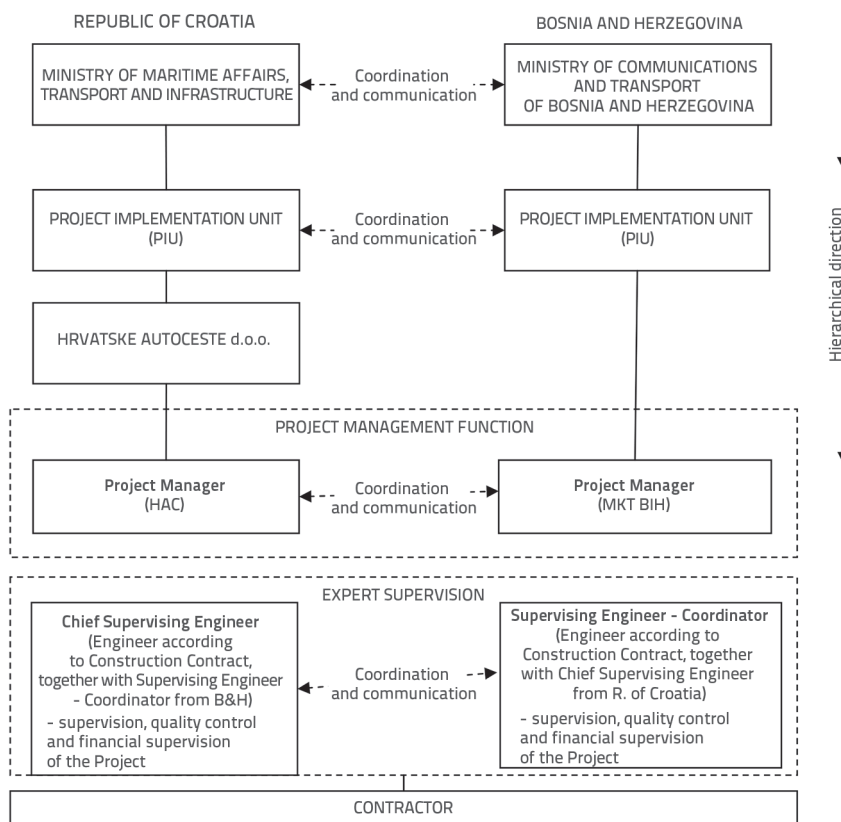 REPUBLIC OF CROATIA
BOSNIA AND HERZEGOVINA
MINISTRY OF MARITIME AFFAIRS,
TRANSPORT AND INFRASTRUCTURE
Coordination
and communication
MINISTRY OF COMMUNICATIONS
AND TRANSPORT
OF BOSNIA AND HERZEGOVINA
PROJECT IMPLEMENTATION UNIT
(PIU)
Coordination
and communication
PROJECT IMPLEMENTATION UNIT
(PIU)
Hierarchical direction
HRVATSKE AUTOCESTE d.o.o.
PROJECT MANAGEMENT FUNCTION
Project Manager
(HAC)
Coordination
and communication
Project Manager
(MKT BIH)
EXPERT SUPERVISION
Chief Supervising Engineer
(Engineer according
to Construction Contract,
together with Supervising Engineer
- Coordinator from B&H)
- supervision, quality control
and financial supervision
of the Project
Coordination
and communication
Supervising Engineer - Coordinator
(Engineer according to
Construction Contract, together
with Chief Supervising Engineer
from R. of Croatia)
- supervision, quality control
and financial supervision
of the Project
CONTRACTOR